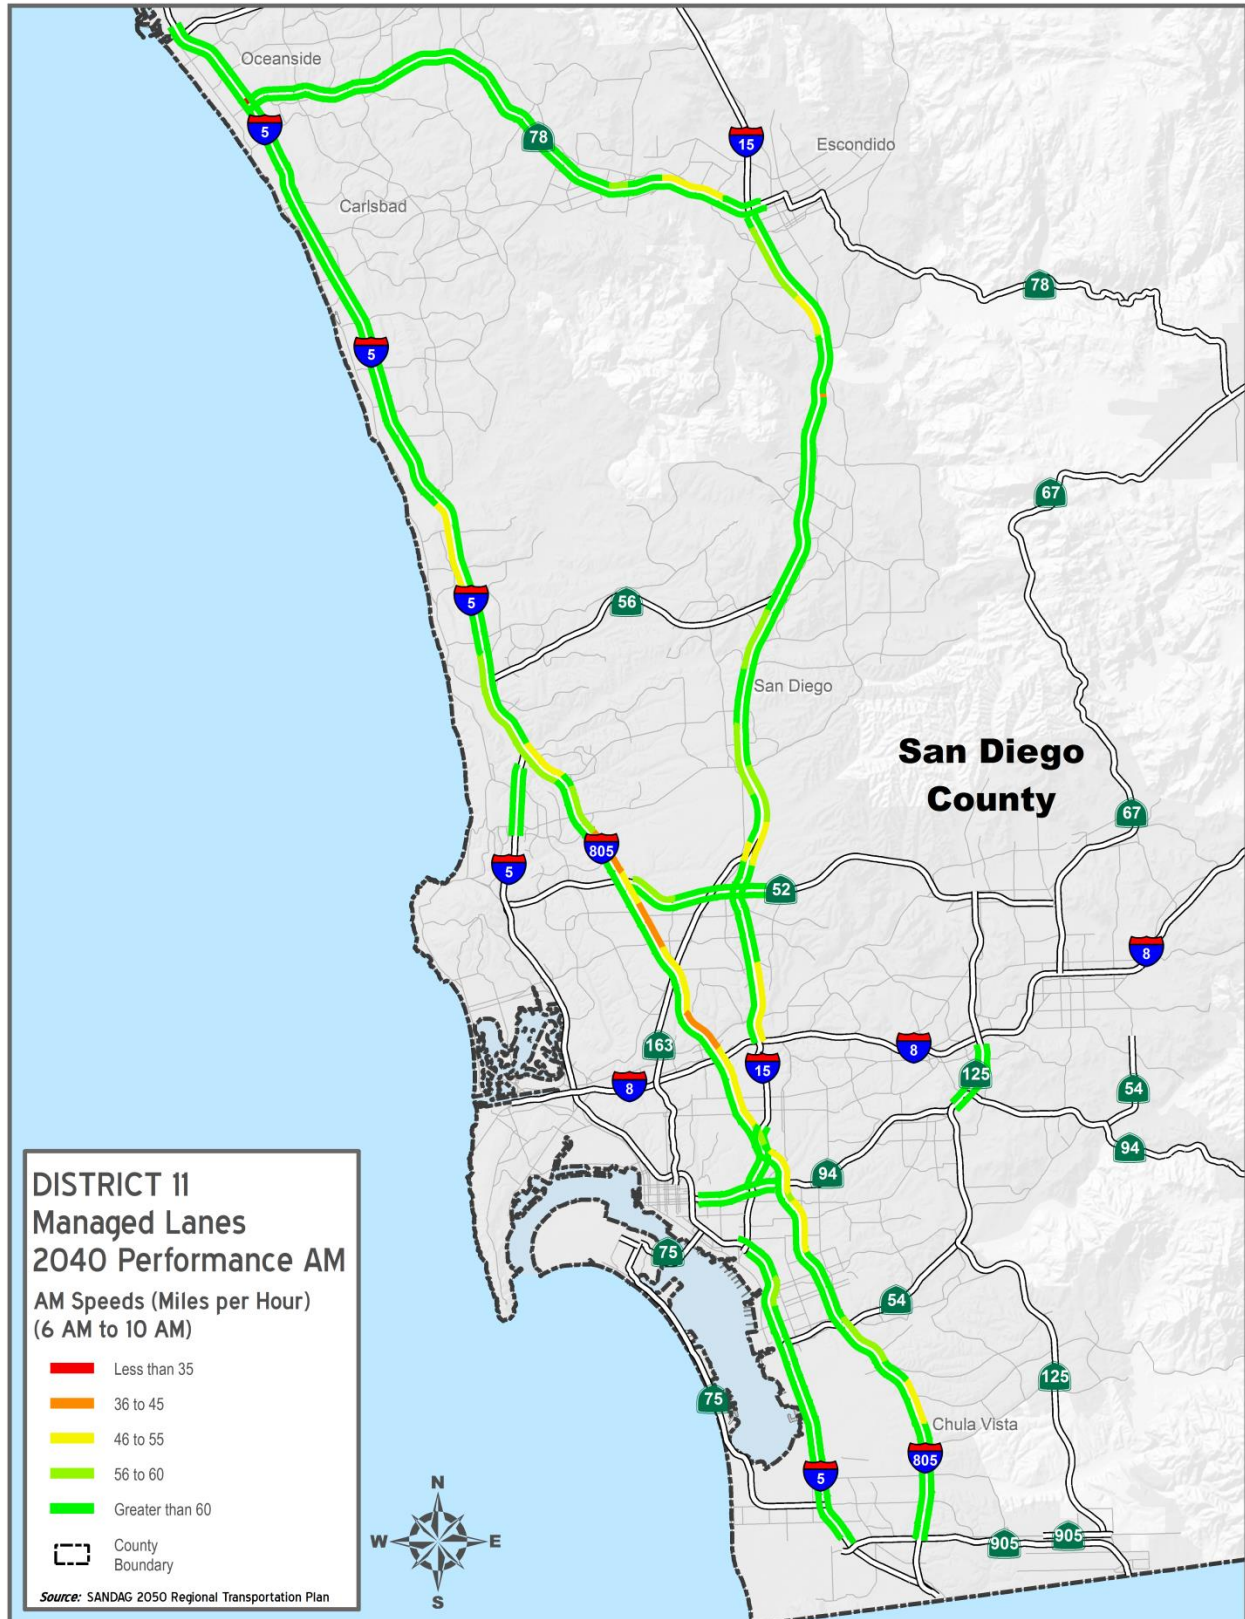 Oceanside
5
78
15
Escondido
Carlsbad
78
5
67
5
56
San Diego
San Diego
County
67
805
5
52
8
163
8
15
8
125
54
94
94
75
54
75
125
Chula Vista
805
5
905
905
DISTRICT 11
Managed Lanes
2040 Performance AM
AM Speeds (Miles per Hour)
(6 AM to 10 AM)
Less than 35
36 to 45
46 to 55
56 to 60
Greater than 60
County
Boundary
Source: SANDAG 2050 Regional Transportation Plan
N
W E
S